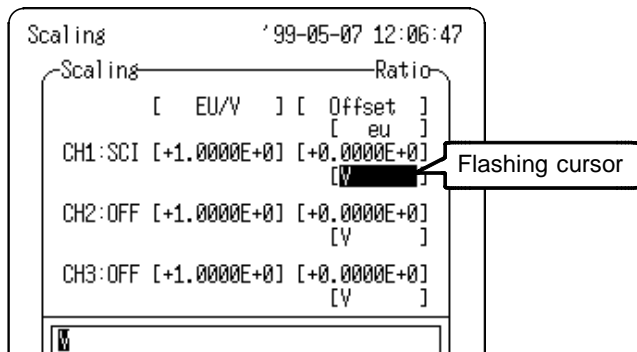 Scaling '99-05-07 12:06:47
Scaling Ratio
[ EU/V ] [ Offset ]
[ eu ]
CH1:SCI [+1.0000E+0] [+0.0000E+0]
[V ]
Flashing cursor
CH2:OFF [+1.0000E+0] [+0.0000E+0]
[V ]
CH3:OFF [+1.0000E+0] [+0.0000E+0]
[V ]
V